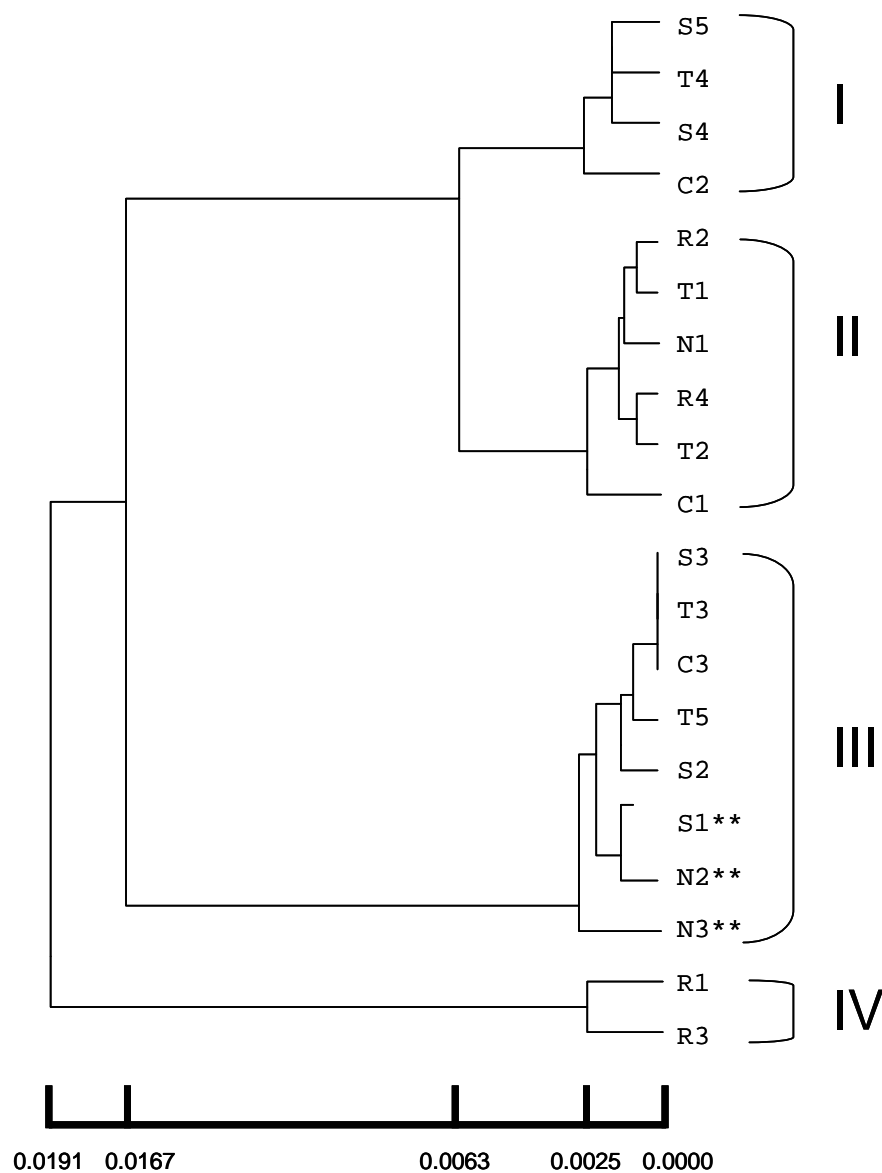 S5
T4
I
S4
C2
R2
T1
II
N1
R4
T2
C1
S3
T3
C3
T5
III
S2
S1**
N2**
N3**
R1
IV
R3
0.0191 0.0167 0.0063 0.0025 0.0000